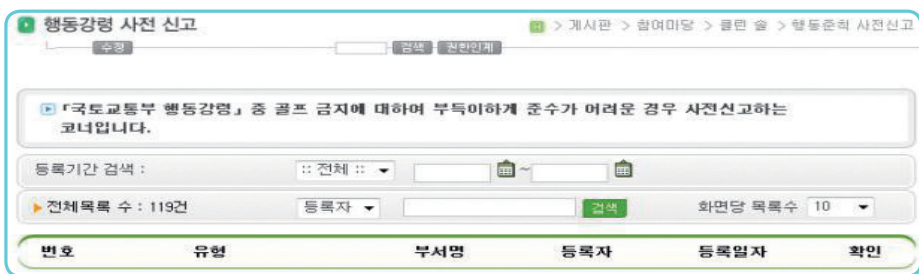 행동강령 사전 신고
> 게시판 > 참여마당 > 클린 솔 > 행동준칙 사전신고
수정 검색 권한인계
「국토교통부 행동강령」 중 골프 금지에 대하여 부득이하게 준수가 어려운 경우 사전신고하는
코너입니다.
등록기간 검색 : :: 전체 :: ~
전체목록 수 : 119건 등록자 검색 화면당 목록수 10
번호 유형 부서명 등록자 등록일자 확인